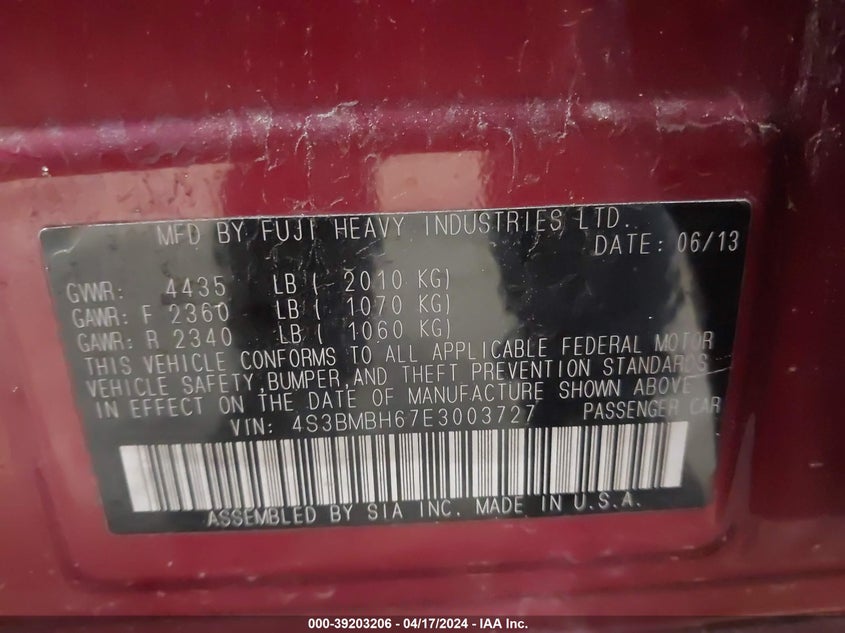 MFD BY FUJI HEAVY INDUSTRIES LTD.
DATE: 06/13
GVWR: 4435 LB ( 2010 KG)
GAWR: F 2360 LB ( 1070 KG)
GAWR: R 2340 LB ( 1060 KG)
THIS VEHICLE CONFORMS TO ALL APPLICABLE FEDERAL MOTOR
VEHICLE SAFETY,BUMPER,AND THEFT PREVENTION STANDARDS
IN EFFECT ON THE DATE OF MANUFACTURE SHOWN ABOVE
VIN: 4S3BMBH67E3003727 PASSENGER CAR
ASSEMBLED BY SIA INC. MADE IN U.S.A.
000-39203206 - 04/17/2024 - IAA Inc.